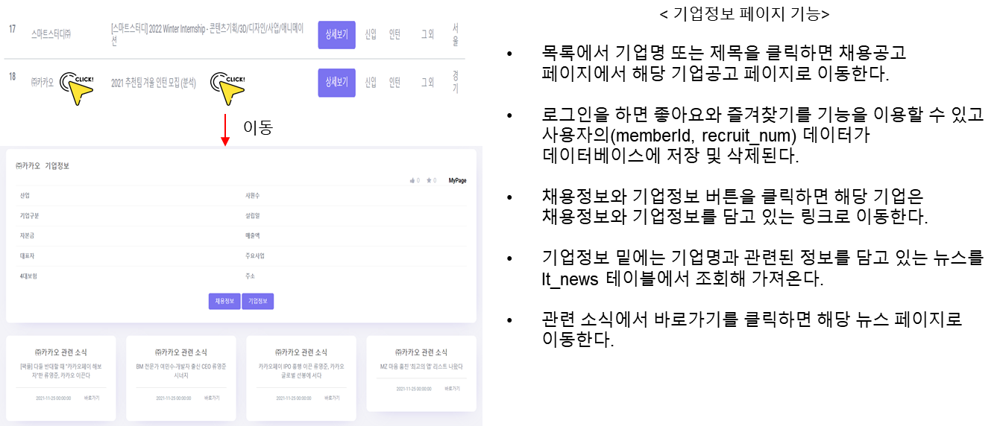 17 스마트스터디㈜ [스마트스터디] 2022 Winter Internship - 콘텐츠기획/3D/디자인/사업/애니메이
션 상세보기 신입 인턴 그 외 서
울
18 ㈜카카오 CLICK! 2021 추천팀 겨울 인턴 모집 (분석) CLICK! 상세보기 신입 인턴 그 외 경
기
이동
㈜카카오 기업정보
0 0 MyPage
산업 사원수
기업구분 설립일
자본금 매출액
대표자 주요사업
4대보험 주소
채용정보 기업정보
㈜카카오 관련 소식
[팩플] 다들 반대할 때 "카카오페이 해보
자"한 류영준, 카카오 이끈다
2021-11-25 00:00:00 바로가기
㈜카카오 관련 소식
BM 전문가 여민수-개발자 출신 CEO 류영준
시너지
2021-11-25 00:00:00 바로가기
㈜카카오 관련 소식
카카오페이 IPO 흥행 이끈 류영준, 카카오
글로벌 선봉에 서다
2021-11-25 00:00:00 바로가기
㈜카카오 관련 소식
MZ 마음 훔친 '최고의 앱' 리스트 나왔다
2021-11-25 00:00:00 바로가기
< 기업정보 페이지 기능>
• 목록에서 기업명 또는 제목을 클릭하면 채용공고
페이지에서 해당 기업공고 페이지로 이동한다.
• 로그인을 하면 좋아요와 즐겨찾기를 기능을 이용할 수 있고
사용자의(memberId, recruit_num) 데이터가
데이터베이스에 저장 및 삭제된다.
• 채용정보와 기업정보 버튼을 클릭하면 해당 기업은
채용정보와 기업정보를 담고 있는 링크로 이동한다.
• 기업정보 밑에는 기업명과 관련된 정보를 담고 있는 뉴스를
It_news 테이블에서 조회해 가져온다.
• 관련 소식에서 바로가기를 클릭하면 해당 뉴스 페이지로
이동한다.